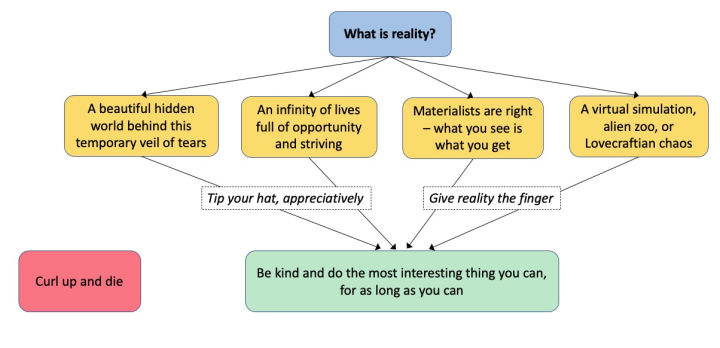 What is reality?
A beautiful hidden
world behind this
temporary veil of tears
An infinity of lives
full of opportunity
and striving
Materialists are right
– what you see is
what you get
A virtual simulation,
alien zoo, or
Lovecraftian chaos
Tip your hat, appreciatively
Give reality the finger
Curl up and die
Be kind and do the most interesting thing you can,
for as long as you can